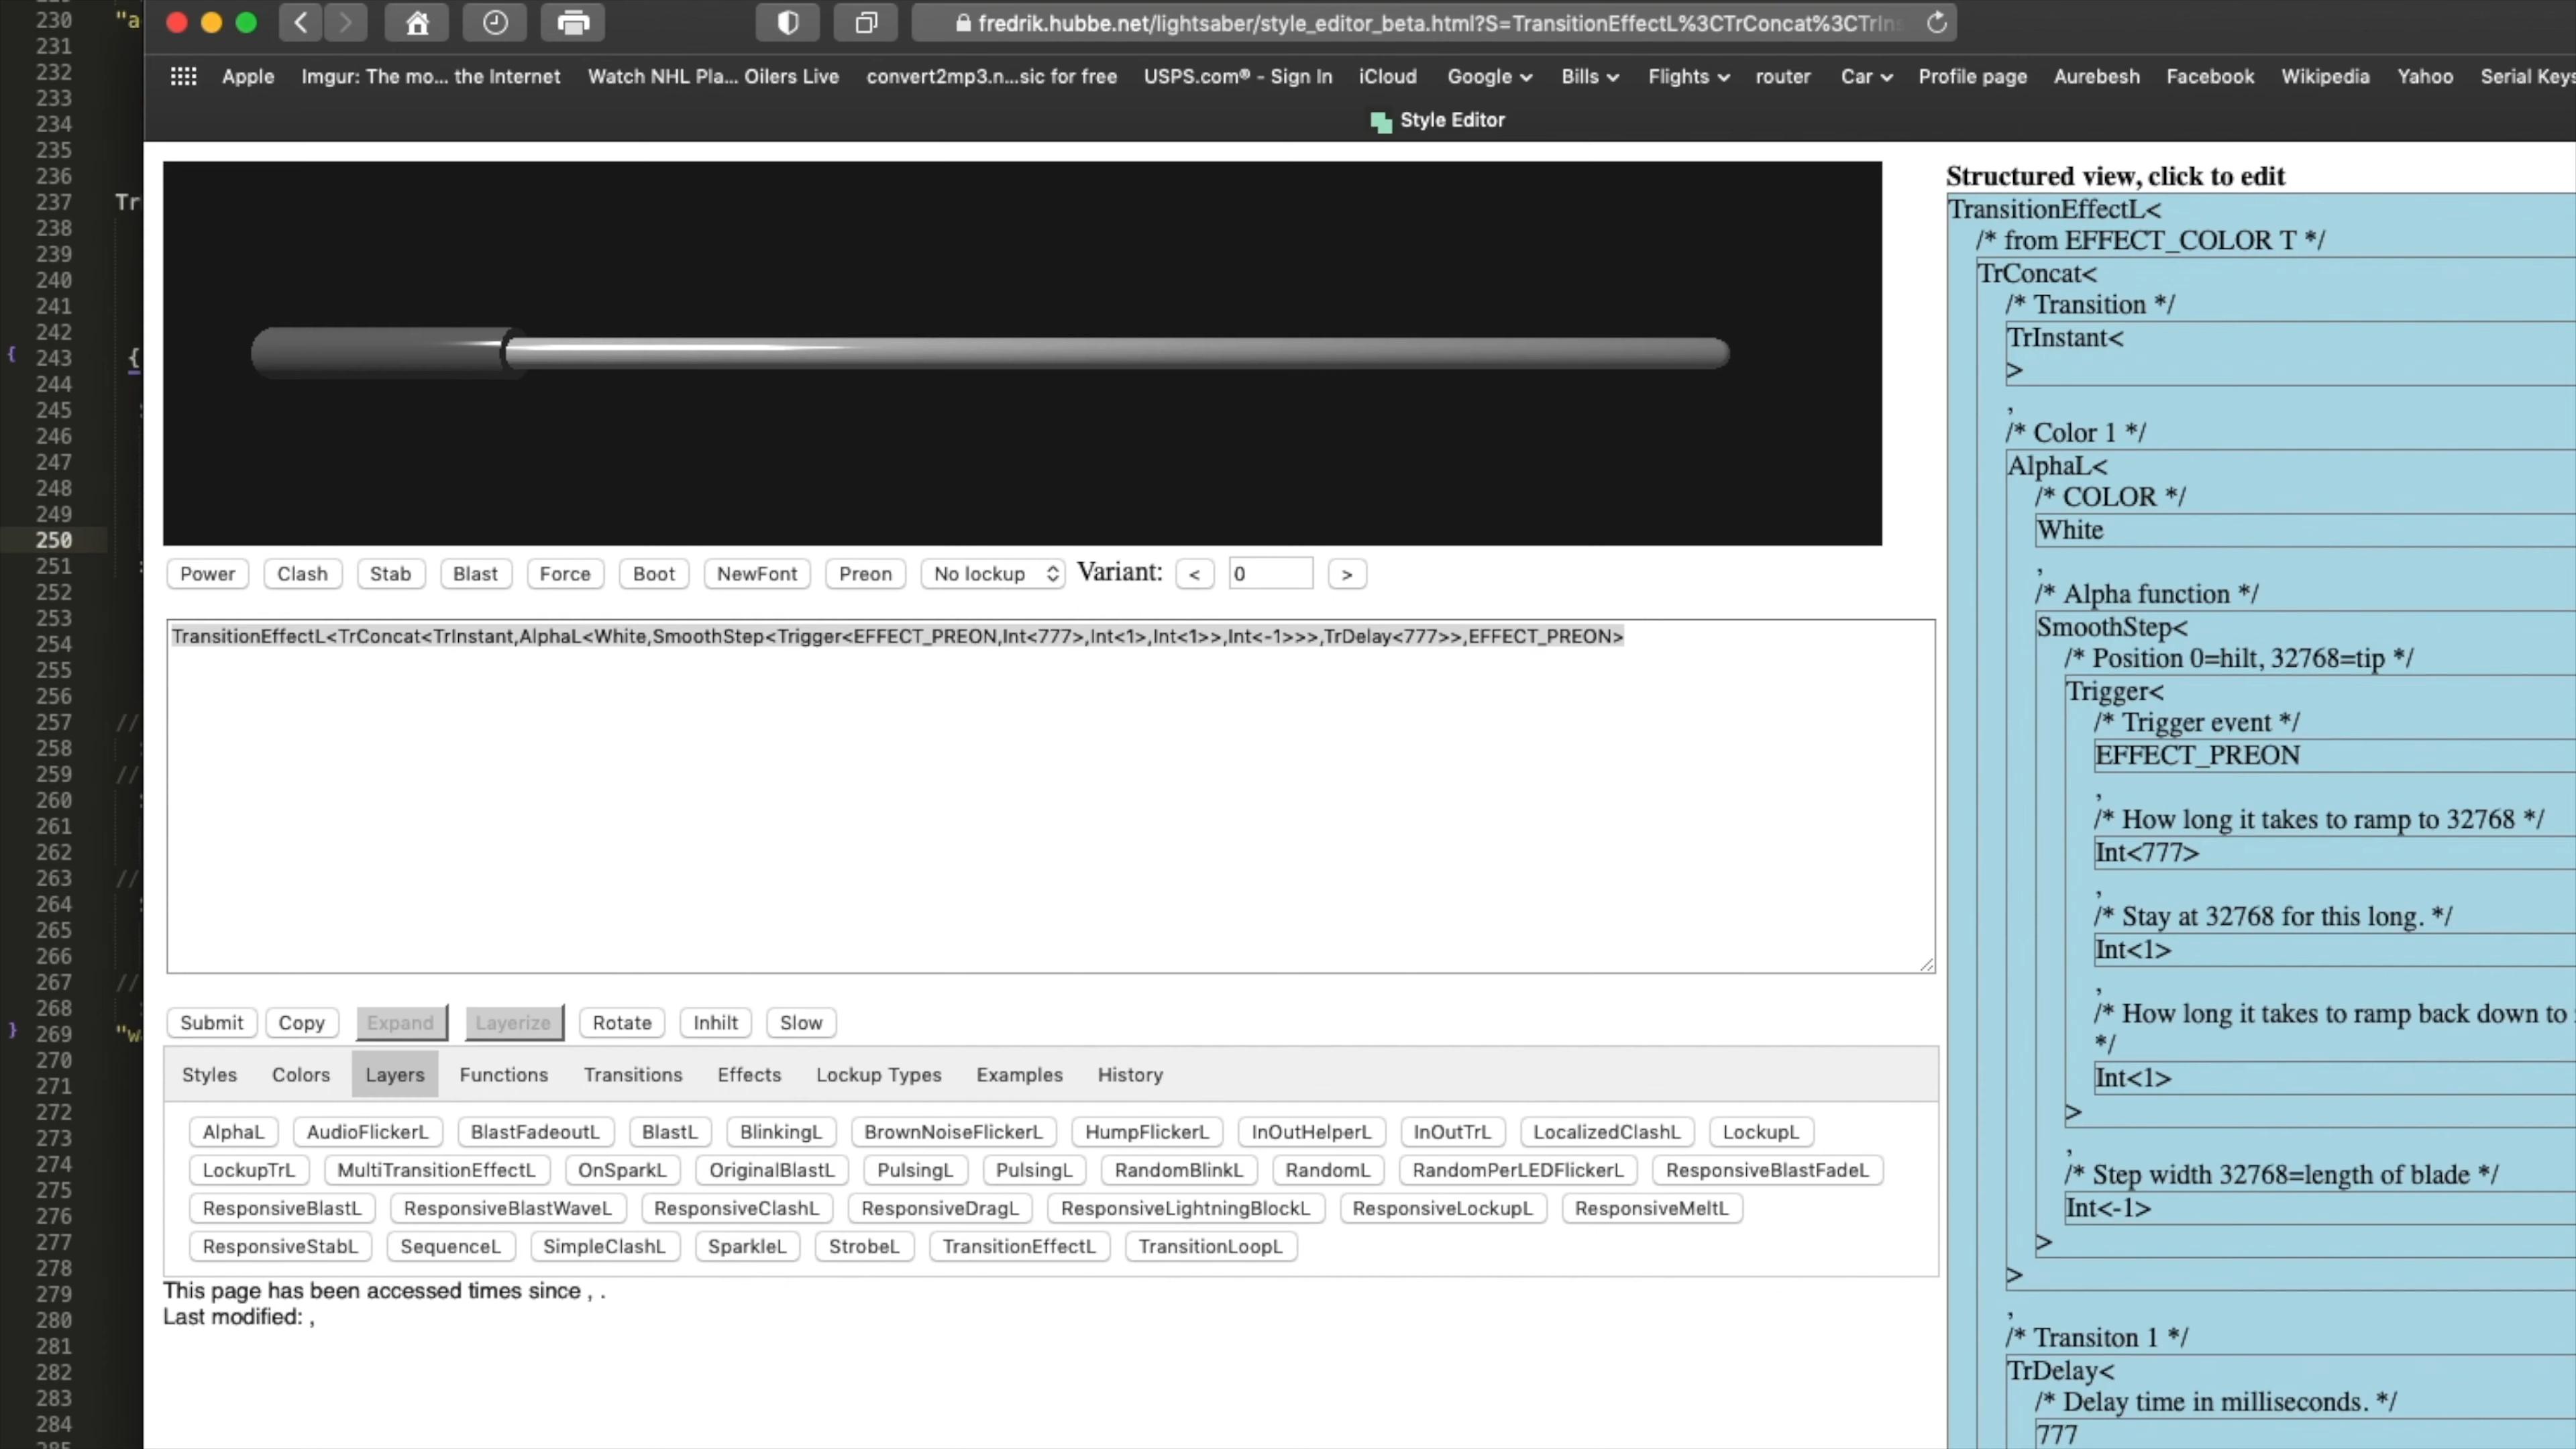 fredrik.hubbe.net/lightsaber/style_editor_beta.html?S=TransitionEffectL%3CTrConcat%3CTrIns
Apple Imgur: The mo... the Internet Watch NHL Pla... Oilers Live convert2mp3.n...sic for free USPS.com® - Sign In iCloud Google Bills Flights router Car Profile page Aurebesh Facebook Wikipedia Yahoo Serial Keys
Style Editor
230 "a
231
232
233
234
235
236
237 Tr
238
239
240
241
242
{ 243 {
244
245 :
246
247
248
249
250
251 :
252
253
254
255
256
257 //
258
259 //
260 :
261
262
263 //
264 :
265
266
267 //
268 :
} 269 "w
270
271
272
273
274
275
276
277
278
279
280
281
282
283
284
285
Power Clash Stab Blast Force Boot NewFont Preon No lockup Variant: < 0 >
TransitionEffectL<TrConcat<TrInstant,AlphaL<White,SmoothStep<Trigger<EFFECT_PREON,Int<777>,Int<1>,Int<1>>,Int<-1>>>,TrDelay<777>>,EFFECT_PREON>
Submit Copy Expand Layerize Rotate Inhilt Slow
Styles Colors Layers Functions Transitions Effects Lockup Types Examples History
AlphaL AudioFlickerL BlastFadeoutL BlastL BlinkingL BrownNoiseFlickerL HumpFlickerL InOutHelperL InOutTrL LocalizedClashL LockupL
LockupTrL MultiTransitionEffectL OnSparkL OriginalBlastL PulsingL PulsingL RandomBlinkL RandomL RandomPerLEDFlickerL ResponsiveBlastFadeL
ResponsiveBlastL ResponsiveBlastWaveL ResponsiveClashL ResponsiveDragL ResponsiveLightningBlockL ResponsiveLockupL ResponsiveMeltL
ResponsiveStabL SequenceL SimpleClashL SparkleL StrobeL TransitionEffectL TransitionLoopL
This page has been accessed times since , .
Last modified: ,
Structured view, click to edit
TransitionEffectL<
/* from EFFECT_COLOR T */
TrConcat<
/* Transition */
TrInstant<
>
,
/* Color 1 */
AlphaL<
/* COLOR */
White
,
/* Alpha function */
SmoothStep<
/* Position 0=hilt, 32768=tip */
Trigger<
/* Trigger event */
EFFECT_PREON
,
/* How long it takes to ramp to 32768 */
Int<777>
,
/* Stay at 32768 for this long. */
Int<1>
,
/* How long it takes to ramp back down to
*/
Int<1>
>
,
/* Step width 32768=length of blade */
Int<-1>
>
>
,
/* Transiton 1 */
TrDelay<
/* Delay time in milliseconds. */
777